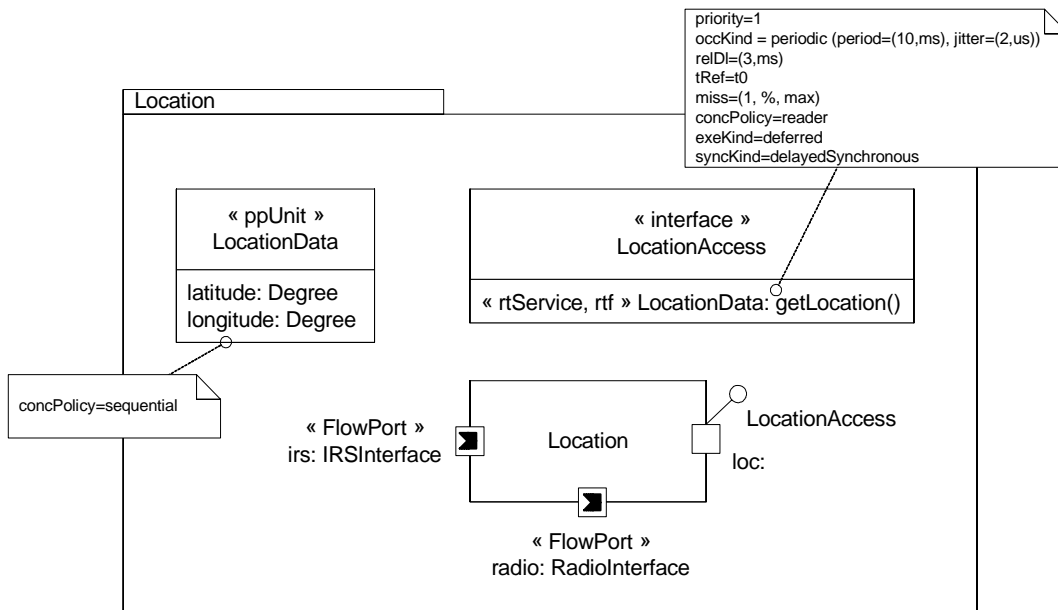 priority=1
occKind = periodic (period=(10,ms), jitter=(2,us))
relDl=(3,ms)
tRef=t0
miss=(1, %, max)
concPolicy=reader
exeKind=deferred
syncKind=delayedSynchronous
Location
« ppUnit »
LocationData
latitude: Degree
longitude: Degree
« interface »
LocationAccess
« rtService, rtf » LocationData: getLocation()
concPolicy=sequential
« FlowPort »
irs: IRSInterface
Location
LocationAccess
loc:
« FlowPort »
radio: RadioInterface